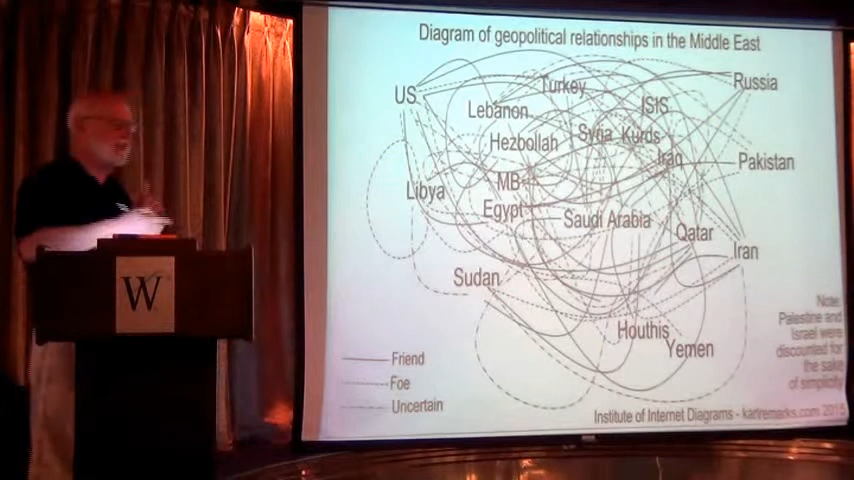 Diagram of geopolitical relationships in the Middle East
US
Turkey
Russia
Lebanon
ISIS
Hezbollah
Syria
Kurds
Iraq
Pakistan
MB
Libya
Egypt
Saudi Arabia
Qatar
Iran
Sudan
Houthis
Yemen
Note:
Palestine and
Israel were
discounted for
the sake
of simplicity
Friend
Foe
Uncertain
Institute of Internet Diagrams - karlremarks.com 2015
W